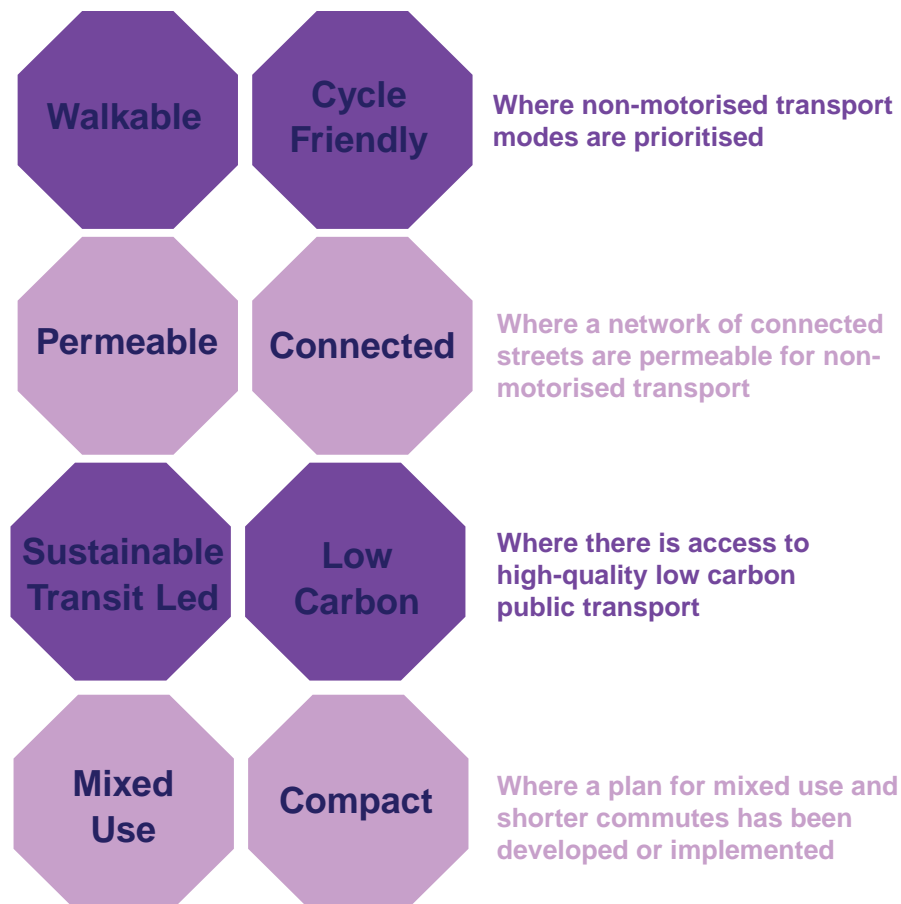 Walkable
Cycle
Friendly
Where non-motorised transport
modes are prioritised
Permeable
Connected
Where a network of connected
streets are permeable for non-
motorised transport
Sustainable
Transit Led
Low
Carbon
Where there is access to
high-quality low carbon
public transport
Mixed
Use
Compact
Where a plan for mixed use and
shorter commutes has been
developed or implemented